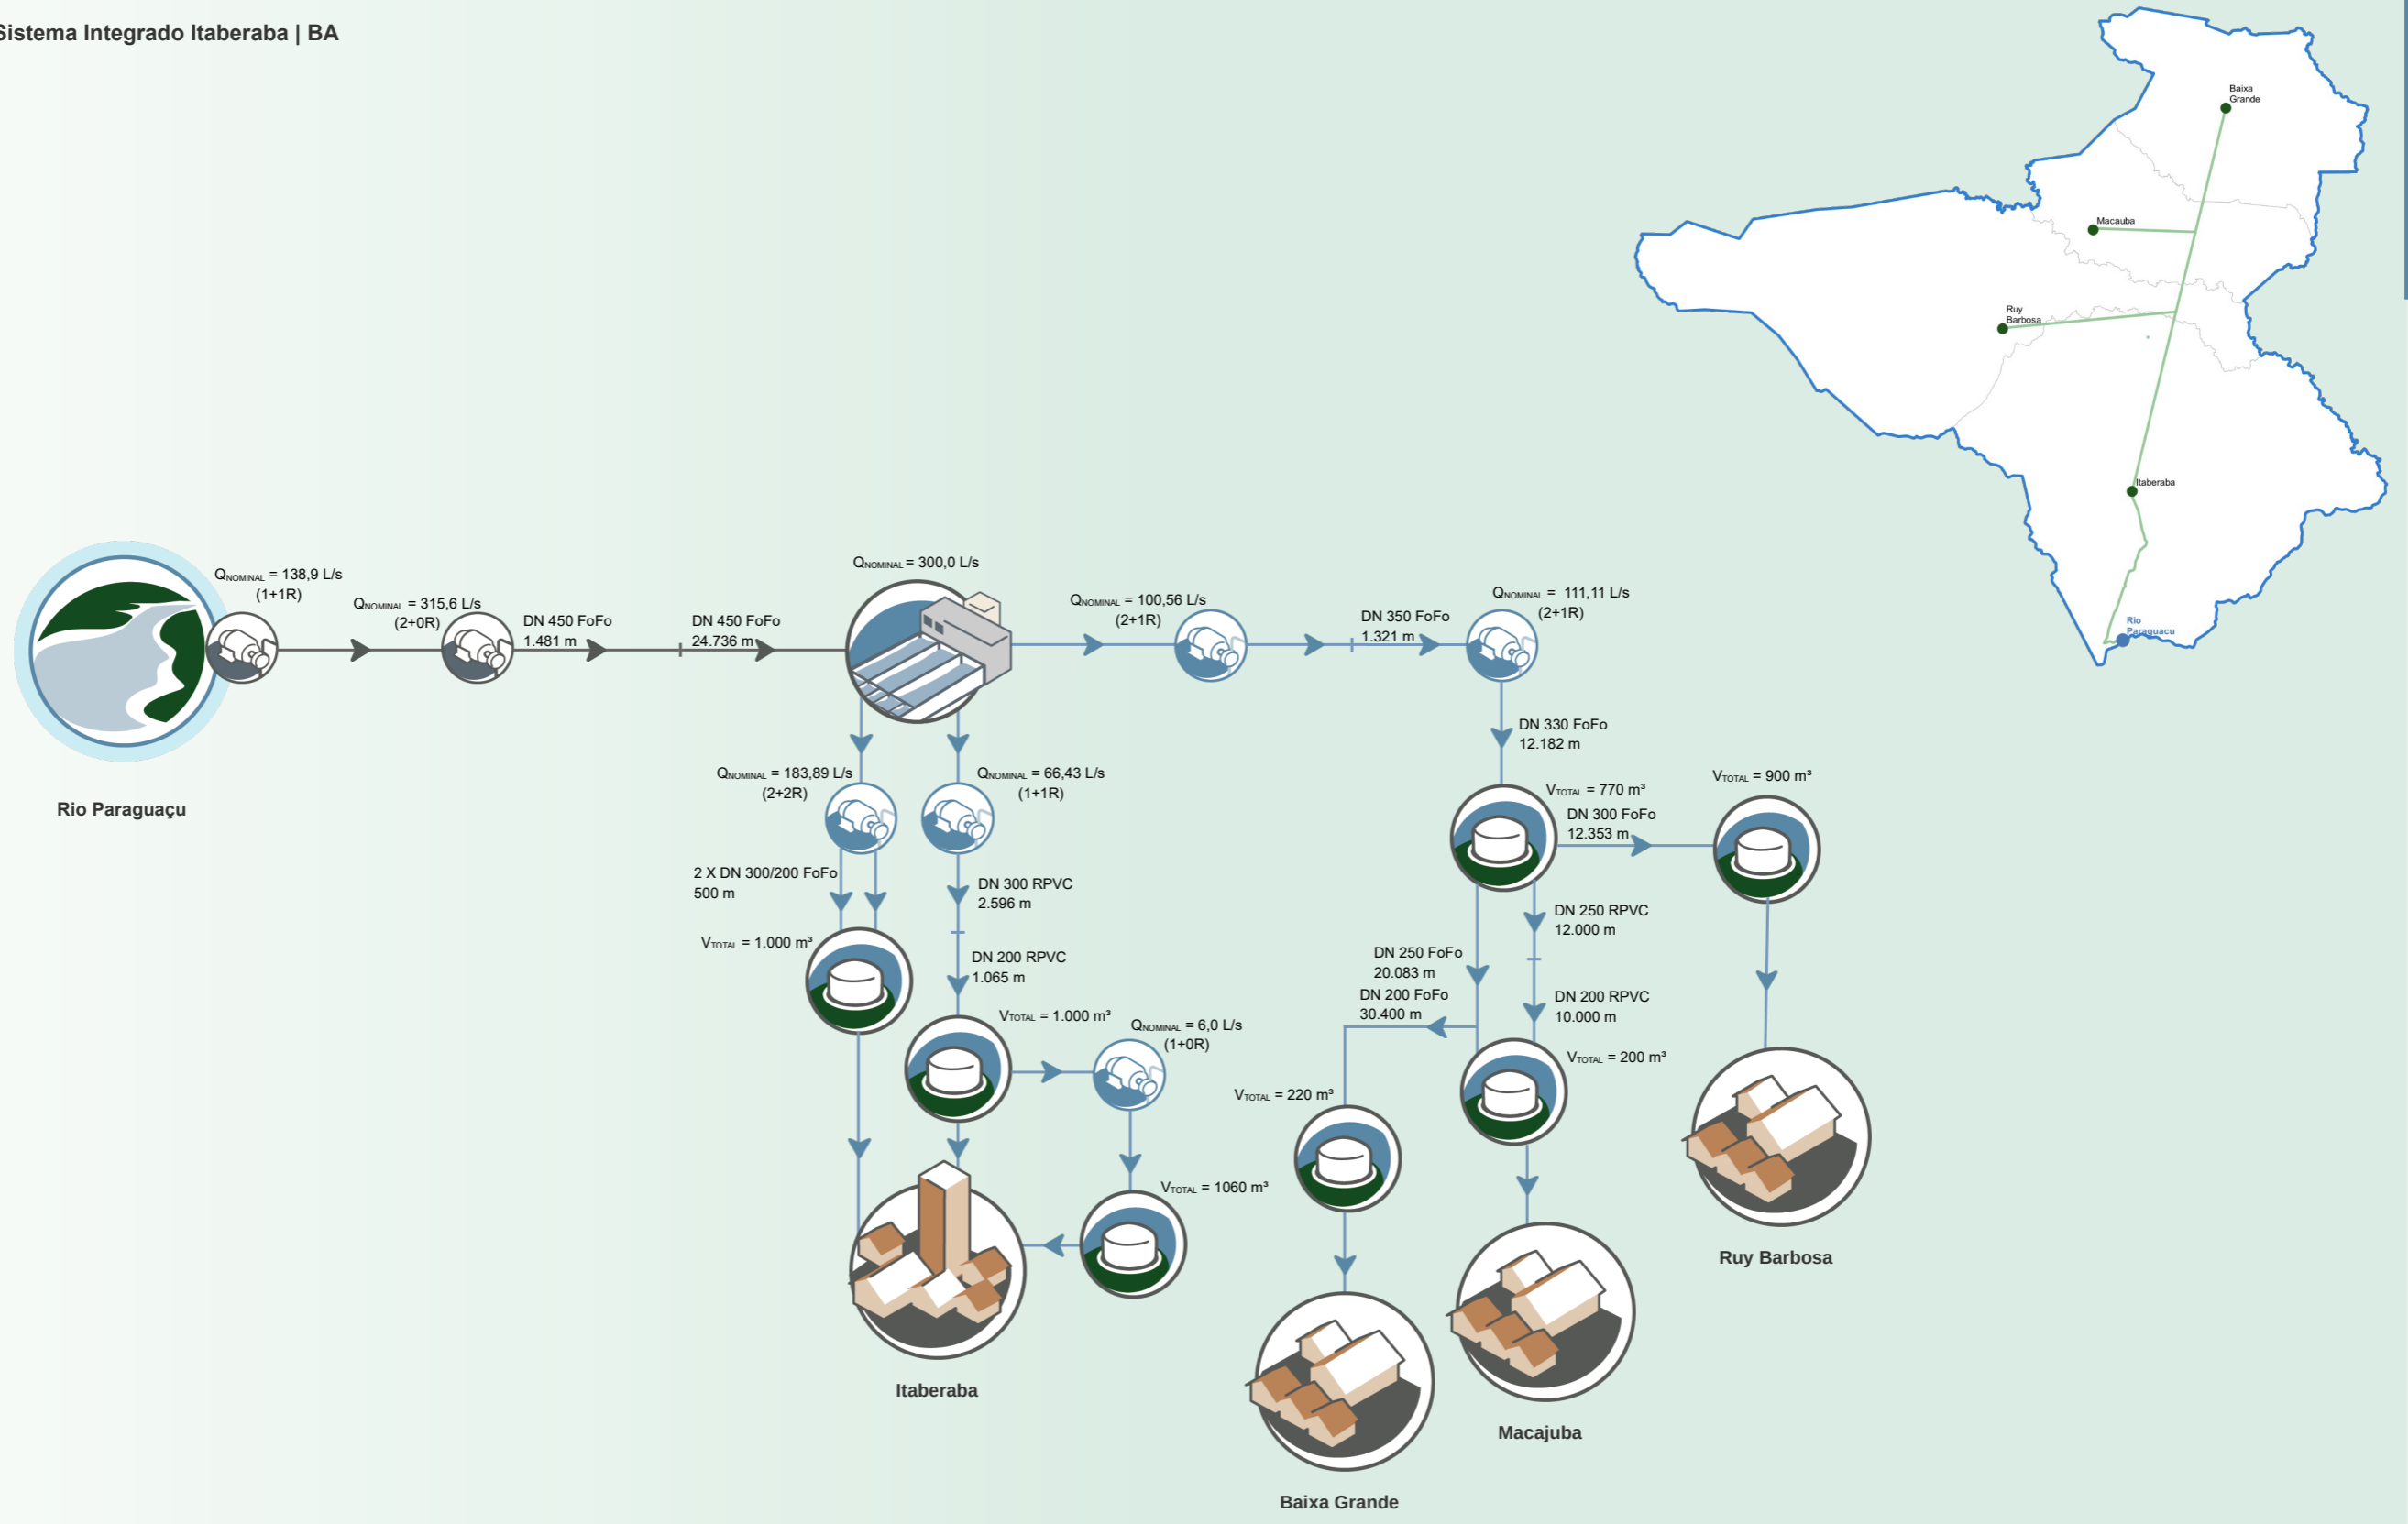 Sistema Integrado Itaberaba | BA
Baixa
Grande
Macauba
Ruy
Barbosa
Itaberaba
Rio
Paraguacu
QNOMINAL = 138,9 L/s
(1+1R)
QNOMINAL = 315,6 L/s
(2+0R)
DN 450 FoFo
1.481 m
DN 450 FoFo
24.736 m
QNOMINAL = 300,0 L/s
QNOMINAL = 100,56 L/s
(2+1R)
DN 350 FoFo
1.321 m
QNOMINAL = 111,11 L/s
(2+1R)
Rio Paraguaçu
QNOMINAL = 183,89 L/s
(2+2R)
QNOMINAL = 66,43 L/s
(1+1R)
2 X DN 300/200 FoFo
500 m
DN 300 RPVC
2.596 m
VTOTAL = 1.000 m³
DN 200 RPVC
1.065 m
VTOTAL = 1.000 m³
QNOMINAL = 6,0 L/s
(1+0R)
VTOTAL = 1060 m³
Itaberaba
DN 330 FoFo
12.182 m
VTOTAL = 770 m³
DN 300 FoFo
12.353 m
VTOTAL = 900 m³
DN 250 RPVC
12.000 m
DN 250 FoFo
20.083 m
DN 200 FoFo
30.400 m
DN 200 RPVC
10.000 m
VTOTAL = 200 m³
VTOTAL = 220 m³
Ruy Barbosa
Macajuba
Baixa Grande